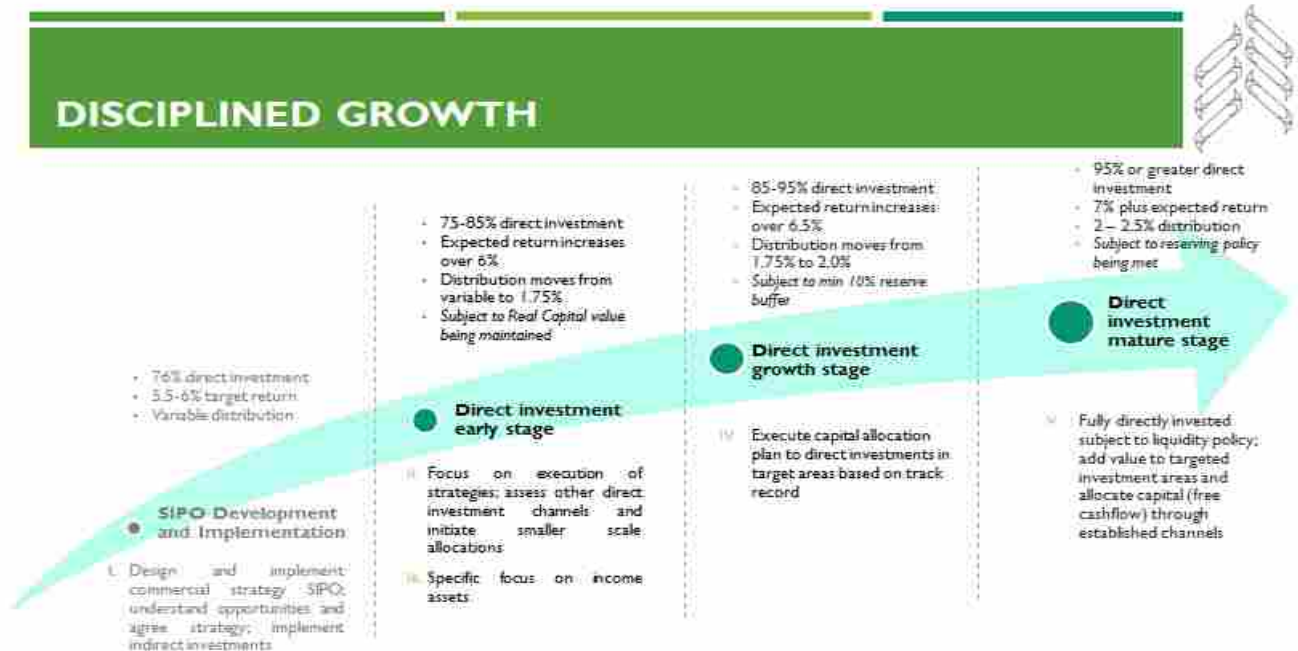 DISCIPLINED GROWTH
76% direct investment
5.5-6% target return
Variable distribution
SIPO Development
and Implementation
i. Design and implement
commercial strategy SIPO;
understand opportunities and
agree strategy; implement
indirect investments
75-85% direct investment
Expected return increases
over 6%
Distribution moves from
variable to 1.75%
Subject to Real Capital value
being maintained
Direct investment
early stage
ii. Focus on execution of
strategies; assess other direct
investment channels and
initiate smaller scale
allocations
iii. Specific focus on income
assets
85-95% direct investment
Expected return increases
over 6.5%
Distribution moves from
1.75% to 2.0%
Subject to min 10% reserve
buffer
Direct investment
growth stage
iv. Execute capital allocation
plan to direct investments in
target areas based on track
record
95% or greater direct
investment
7% plus expected return
2 – 2.5% distribution
Subject to reserving policy
being met
Direct
investment
mature stage
v. Fully directly invested
subject to liquidity policy;
add value to targeted
investment areas and
allocate capital (free
cashflow) through
established channels